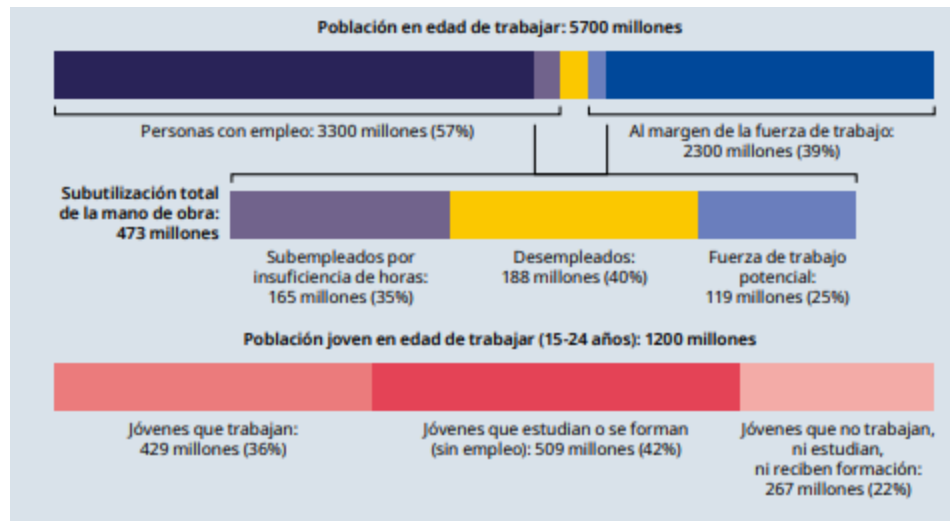 Población en edad de trabajar: 5700 millones
Personas con empleo: 3300 millones (57%)
Al margen de la fuerza de trabajo:
2300 millones (39%)
Subutilización total
de la mano de obra:
473 millones
Subempleados por
insuficiencia de horas:
165 millones (35%)
Desempleados:
188 millones (40%)
Fuerza de trabajo
potencial:
119 millones (25%)
Población joven en edad de trabajar (15-24 años): 1200 millones
Jóvenes que trabajan:
429 millones (36%)
Jóvenes que estudian o se forman
(sin empleo): 509 millones (42%)
Jóvenes que no trabajan,
ni estudian,
ni reciben formación:
267 millones (22%)